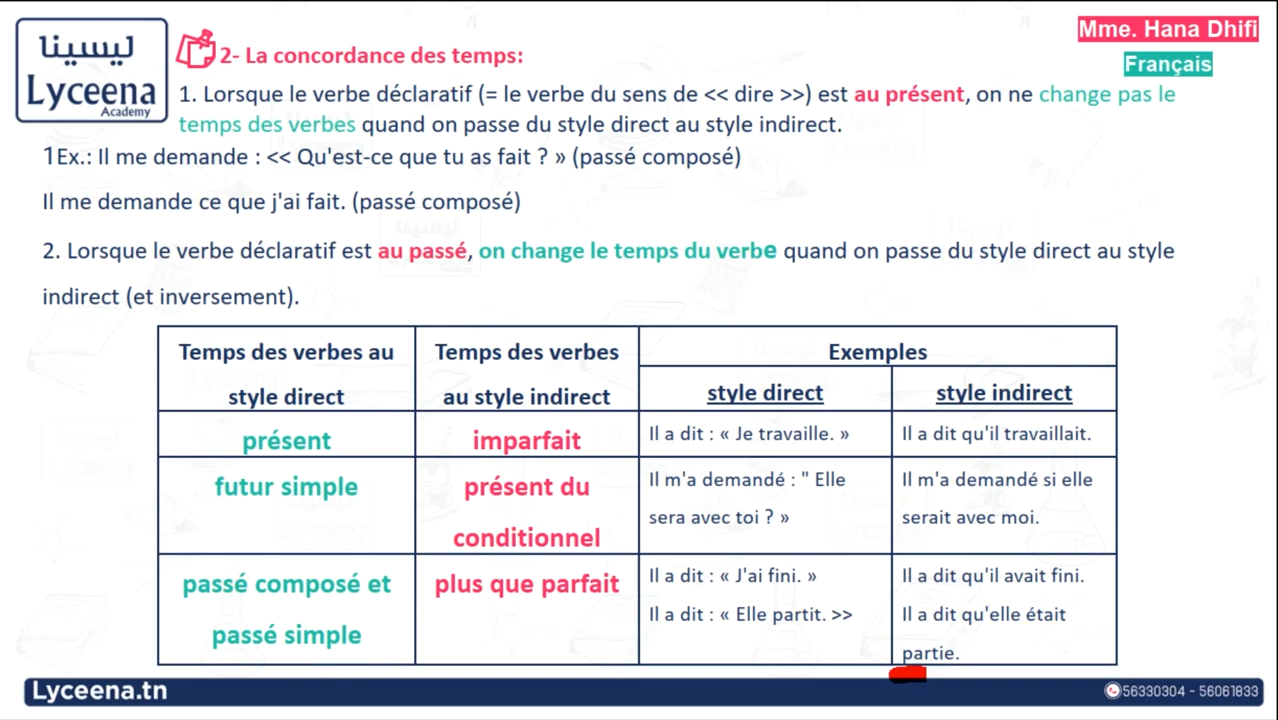 ليسينا
Lyceena
Academy
Mme. Hana Dhifi
Français
2- La concordance des temps:
1. Lorsque le verbe déclaratif (= le verbe du sens de << dire >>) est au présent, on ne change pas le
temps des verbes quand on passe du style direct au style indirect.
1Ex.: Il me demande : << Qu'est-ce que tu as fait ? » (passé composé)
Il me demande ce que j'ai fait. (passé composé)
2. Lorsque le verbe déclaratif est au passé, on change le temps du verbe quand on passe du style direct au style
indirect (et inversement).
Temps des verbes au
style direct
Temps des verbes
au style indirect
Exemples
style direct
style indirect
présent
imparfait
Il a dit : « Je travaille. »
Il a dit qu'il travaillait.
futur simple
présent du
conditionnel
Il m'a demandé : " Elle
sera avec toi ? »
Il m'a demandé si elle
serait avec moi.
passé composé et
passé simple
plus que parfait
Il a dit : « J'ai fini. »
Il a dit : « Elle partit. >>
Il a dit qu'il avait fini.
Il a dit qu'elle était
partie.
Lyceena.tn
56330304 - 56061833